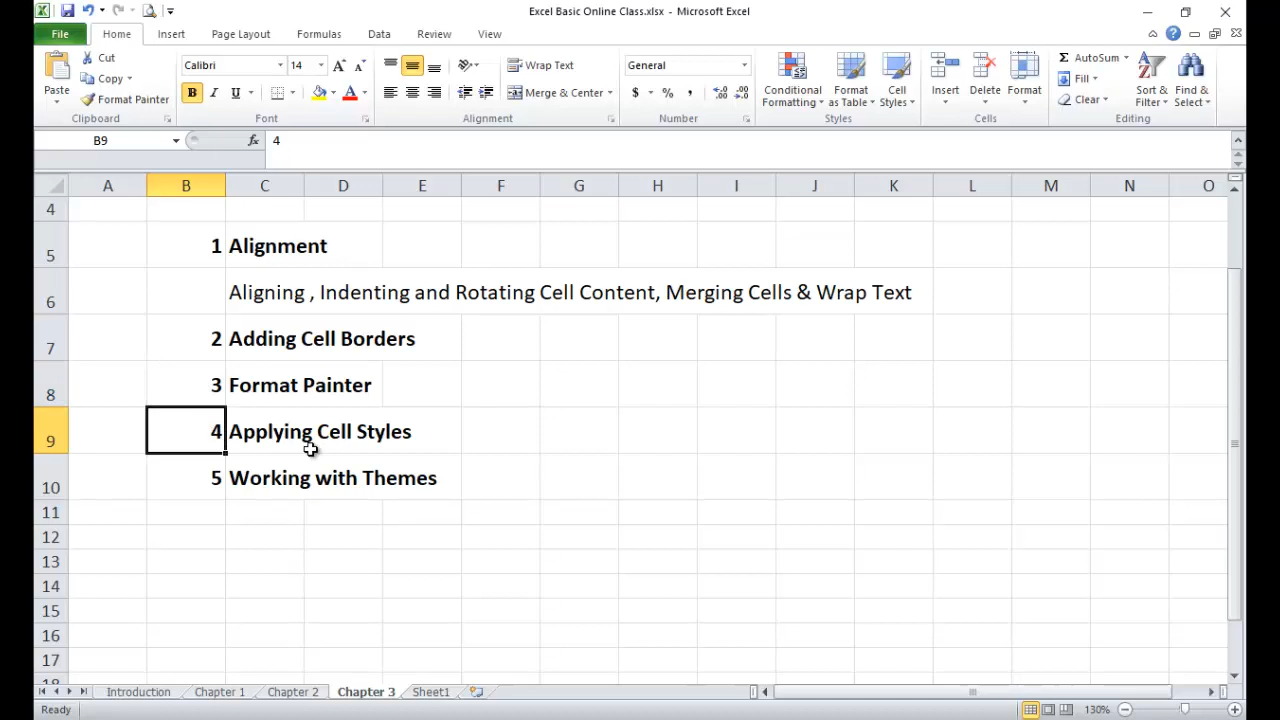 Excel Basic Online Class.xlsx - Microsoft Excel
File Home Insert Page Layout Formulas Data Review View
Paste
Cut
Copy
Format Painter
Clipboard
Calibri 14
B I U
Font
Wrap Text
Merge & Center
Alignment
General
$ % ,
Number
Conditional Formatting
Format as Table
Cell Styles
Styles
Insert
Delete
Format
Cells
AutoSum
Fill
Clear
Sort & Filter
Find & Select
Editing
B9 fx 4
A B C D E F G H I J K L M N O
4
5 1 Alignment
6 Aligning , Indenting and Rotating Cell Content, Merging Cells & Wrap Text
7 2 Adding Cell Borders
8 3 Format Painter
9 4 Applying Cell Styles
10 5 Working with Themes
11
12
13
14
15
16
17
18
Introduction Chapter 1 Chapter 2 Chapter 3 Sheet1
Ready 130%